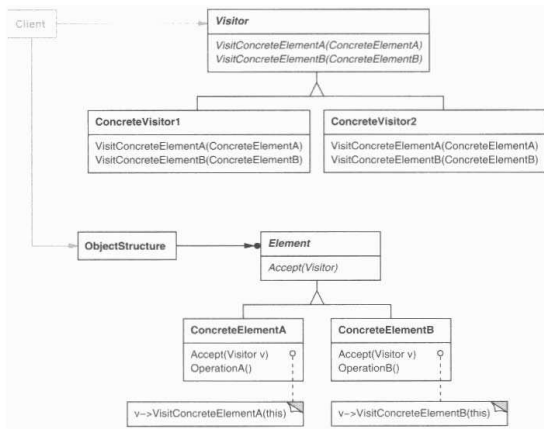 Client
Visitor
VisitConcreteElementA(ConcreteElementA)
VisitConcreteElementB(ConcreteElementB)
ConcreteVisitor1
VisitConcreteElementA(ConcreteElementA)
VisitConcreteElementB(ConcreteElementB)
ConcreteVisitor2
VisitConcreteElementA(ConcreteElementA)
VisitConcreteElementB(ConcreteElementB)
ObjectStructure
Element
Accept(Visitor)
ConcreteElementA
Accept(Visitor v)
OperationA()
ConcreteElementB
Accept(Visitor v)
OperationB()
v->VisitConcreteElementA(this)
v->VisitConcreteElementB(this)